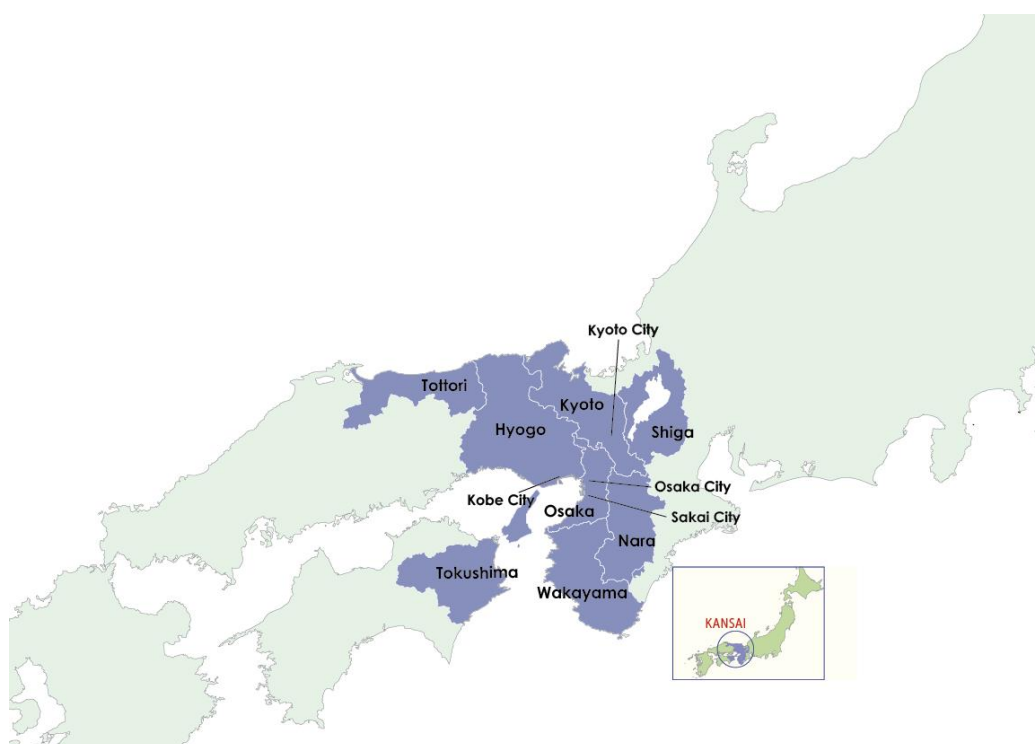 Kyoto City
Tottori
Kyoto
Hyogo
Shiga
Kobe City
Osaka City
Osaka
Sakai City
Nara
Tokushima
Wakayama
KANSAI